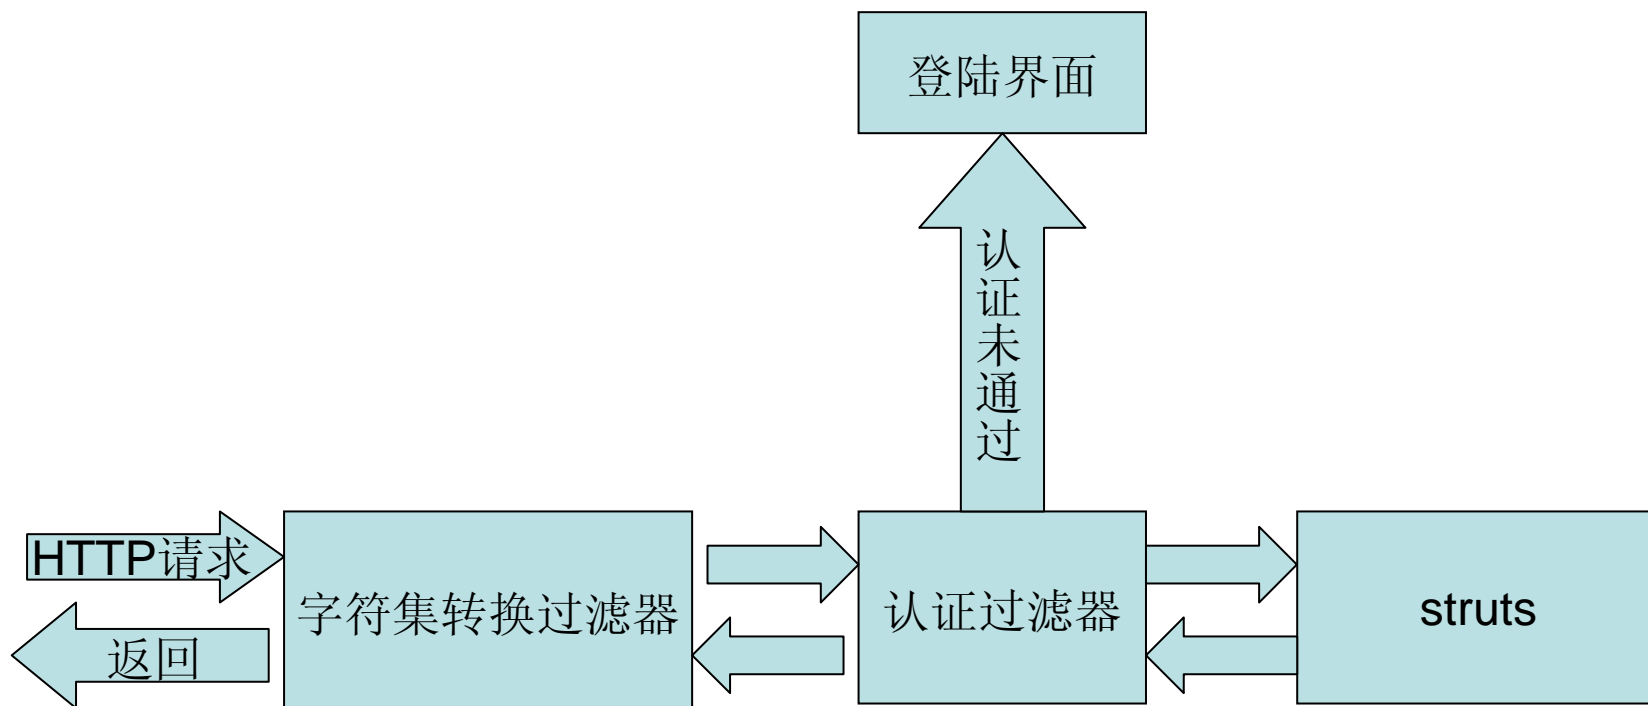 登陆界面
认证未通过
HTTP请求
字符集转换过滤器
认证过滤器
struts
返回